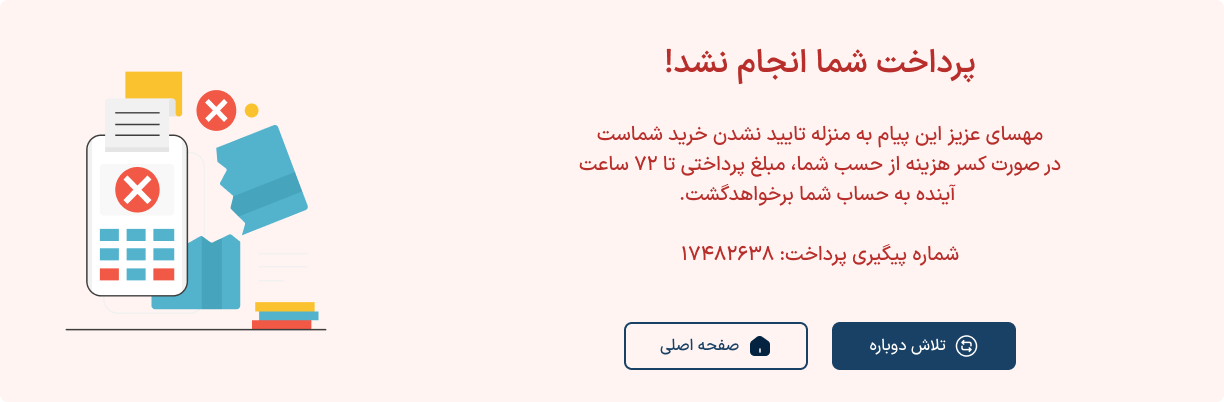 پرداخت شما انجام نشد!
مهسای عزیز این پیام به منزله تایید نشدن خرید شماست
در صورت کسر هزینه از حسب شما، مبلغ پرداختی تا ۷۲ ساعت
آینده به حساب شما برخواهدگشت.
شماره پیگیری پرداخت: ۱۷۴۸۲۶۳۸
تلاش دوباره
صفحه اصلی